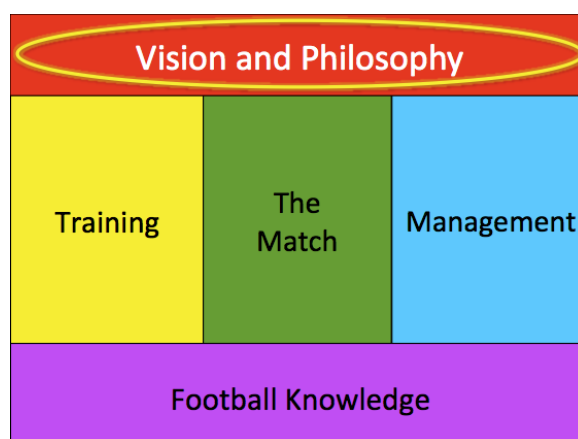 Vision and Philosophy
Training
The
Match
Management
Football Knowledge